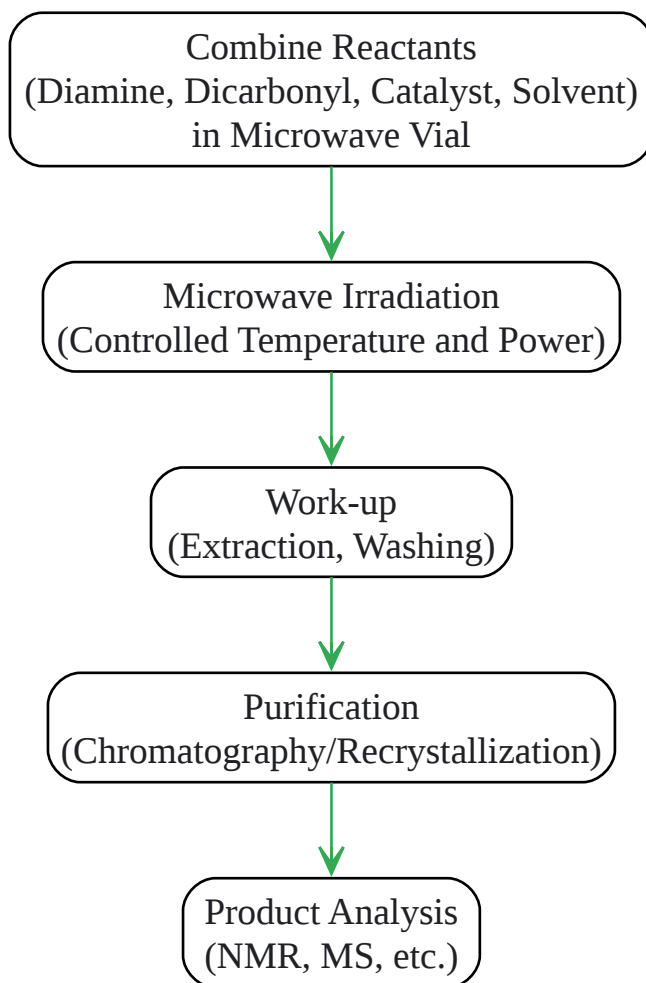 Combine Reactants
(Diamine, Dicarbonyl, Catalyst, Solvent)
in Microwave Vial
Microwave Irradiation
(Controlled Temperature and Power)
Work-up
(Extraction, Washing)
Purification
(Chromatography/Recrystallization)
Product Analysis
(NMR, MS, etc.)